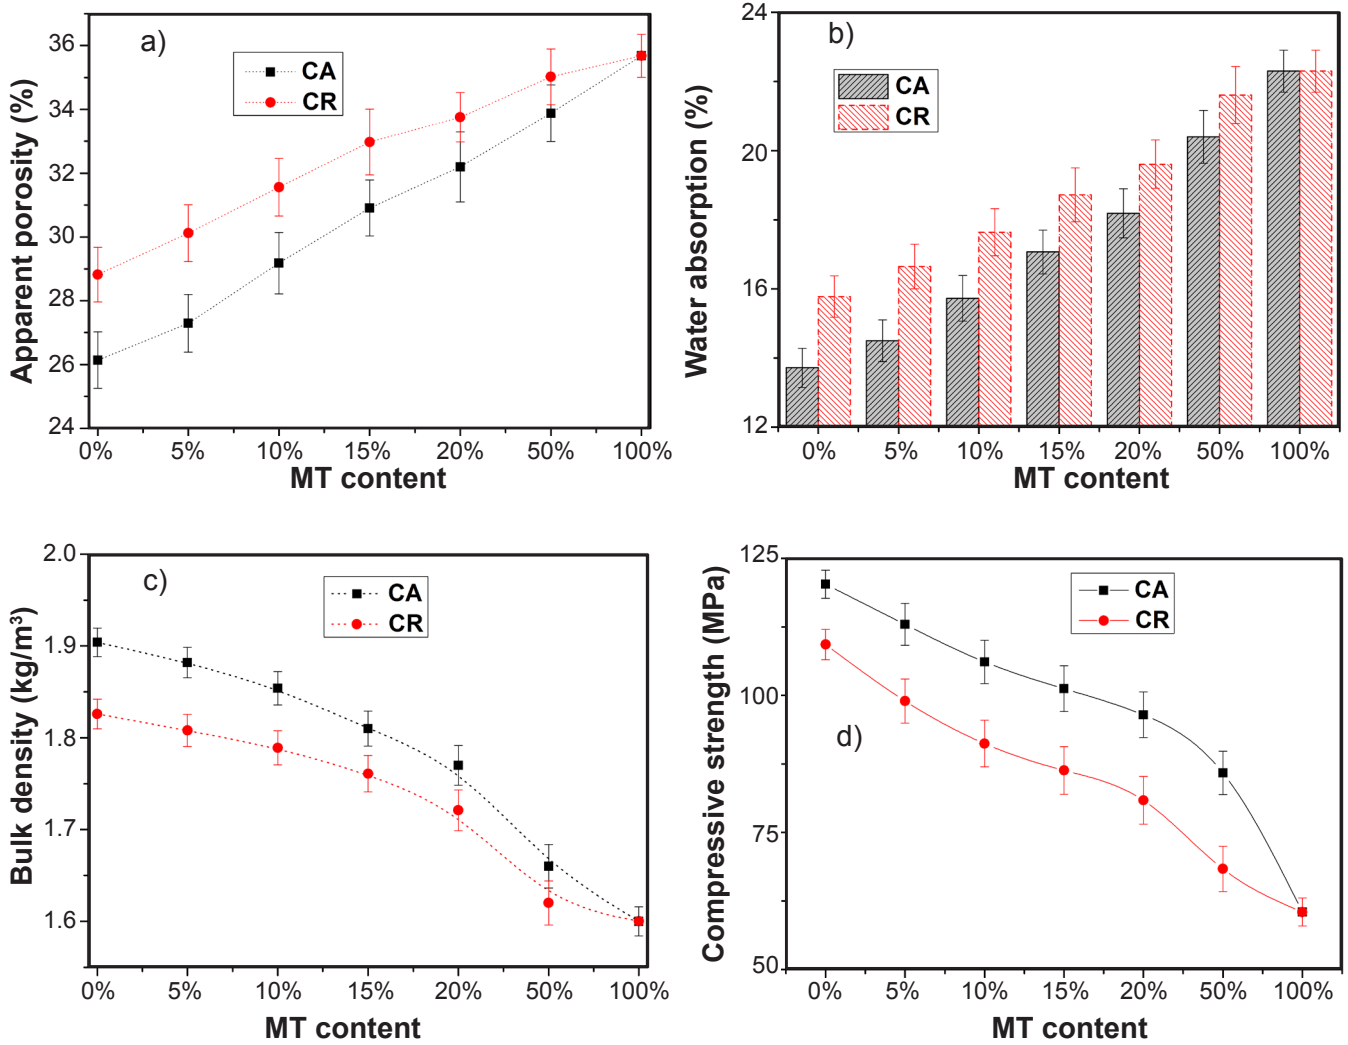 a)
CA
CR
36
34
32
30
28
26
24
Apparent porosity (%)
0% 5% 10% 15% 20% 50% 100%
MT content
b)
CA
CR
24
20
16
12
Water absorption (%)
0% 5% 10% 15% 20% 50% 100%
MT content
c)
CA
CR
2.0
1.9
1.8
1.7
1.6
Bulk density (kg/m³)
0% 5% 10% 15% 20% 50% 100%
MT content
CA
CR
d)
125
100
75
50
Compressive strength (MPa)
0% 5% 10% 15% 20% 50% 100%
MT content